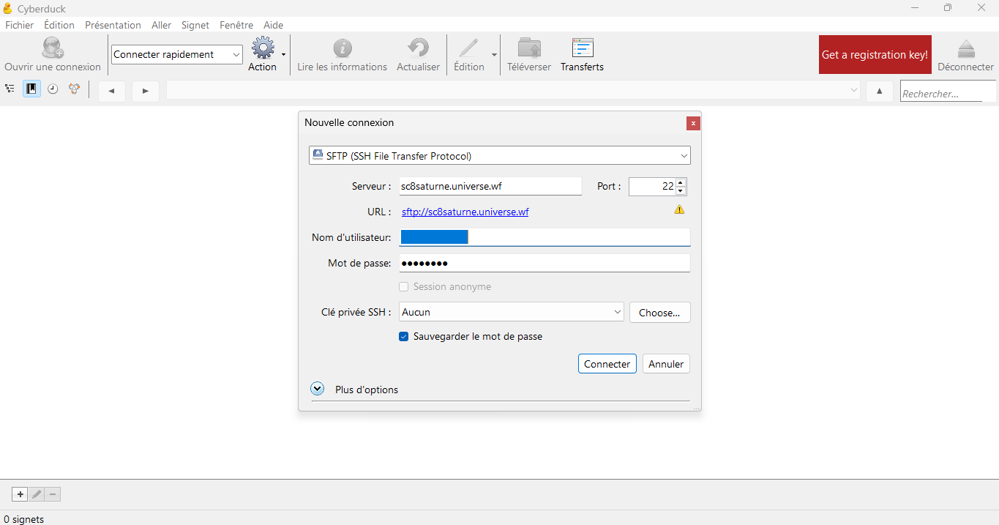 Cyberduck
Fichier Édition Présentation Aller Signet Fenêtre Aide
Ouvrir une connexion
Connecter rapidement
Action
Lire les informations
Actualiser
Édition
Téléverser
Transferts
Get a registration key!
Déconnecter
Rechercher...
Nouvelle connexion
SFTP (SSH File Transfer Protocol)
Serveur : sc8saturne.universe.wf Port : 22
URL : sftp://sc8saturne.universe.wf
Nom d'utilisateur:
Mot de passe: ●●●●●●●●
Session anonyme
Clé privée SSH : Aucun Choose...
Sauvegarder le mot de passe
Connecter Annuler
Plus d'options
0 signets